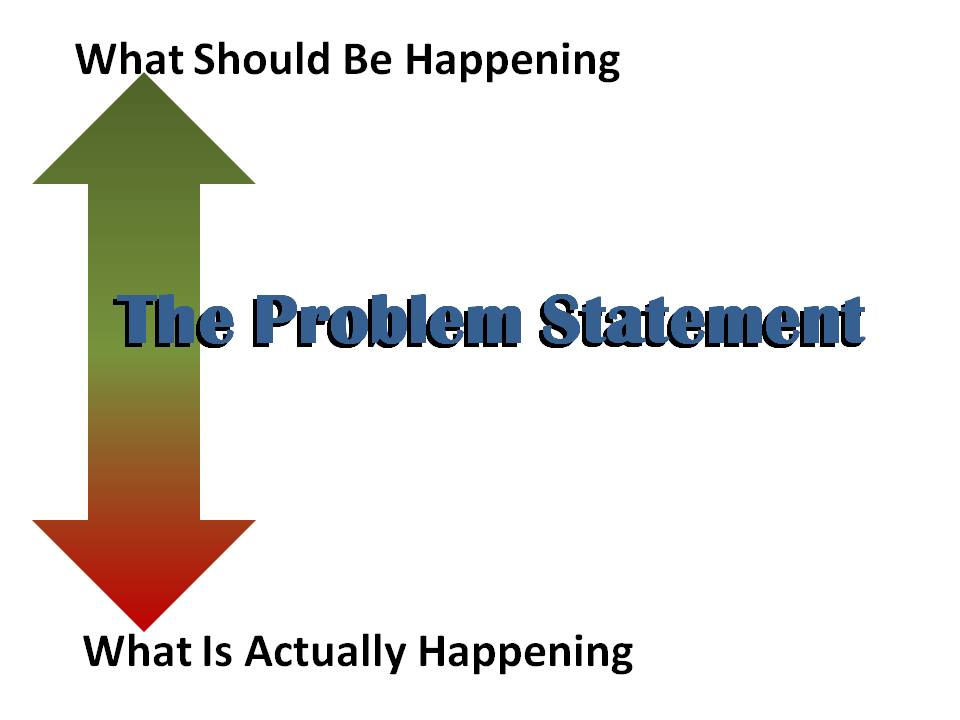 What Should Be Happening
The Problem Statement
What Is Actually Happening